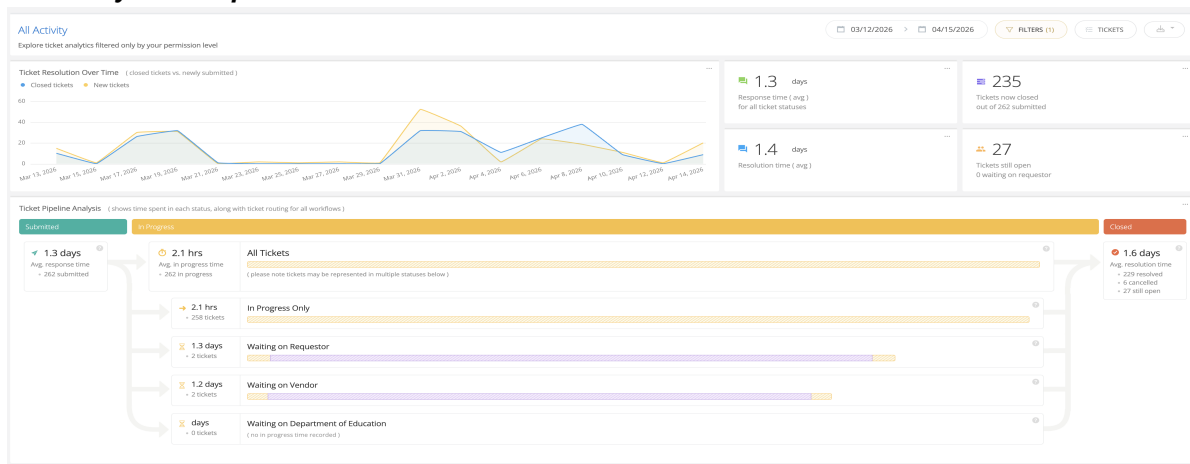 All Activity
Explore ticket analytics filtered only by your permission level
03/12/2026 > 04/15/2026
FILTERS (1)
TICKETS
Ticket Resolution Over Time ( closed tickets vs. newly submitted )
Closed tickets New tickets
60
40
20
0
Mar 13, 2026 Mar 15, 2026 Mar 17, 2026 Mar 19, 2026 Mar 21, 2026 Mar 23, 2026 Mar 25, 2026 Mar 27, 2026 Mar 29, 2026 Mar 31, 2026 Apr 2, 2026 Apr 4, 2026 Apr 6, 2026 Apr 8, 2026 Apr 10, 2026 Apr 12, 2026 Apr 14, 2026
1.3 days
Response time ( avg )
for all ticket statuses
235
Tickets now closed
out of 262 submitted
1.4 days
Resolution time ( avg )
27
Tickets still open
0 waiting on requestor
Ticket Pipeline Analysis ( shows time spent in each status, along with ticket routing for all workflows )
Submitted
In Progress
Closed
1.3 days
Avg. response time
262 submitted
2.1 hrs
Avg. in progress time
262 in progress
All Tickets
( please note tickets may be represented in multiple statuses below )
1.6 days
Avg. resolution time
229 resolved
6 cancelled
27 still open
2.1 hrs
258 tickets
In Progress Only
1.3 days
2 tickets
Waiting on Requestor
1.2 days
2 tickets
Waiting on Vendor
days
0 tickets
Waiting on Department of Education
( no in progress time recorded )